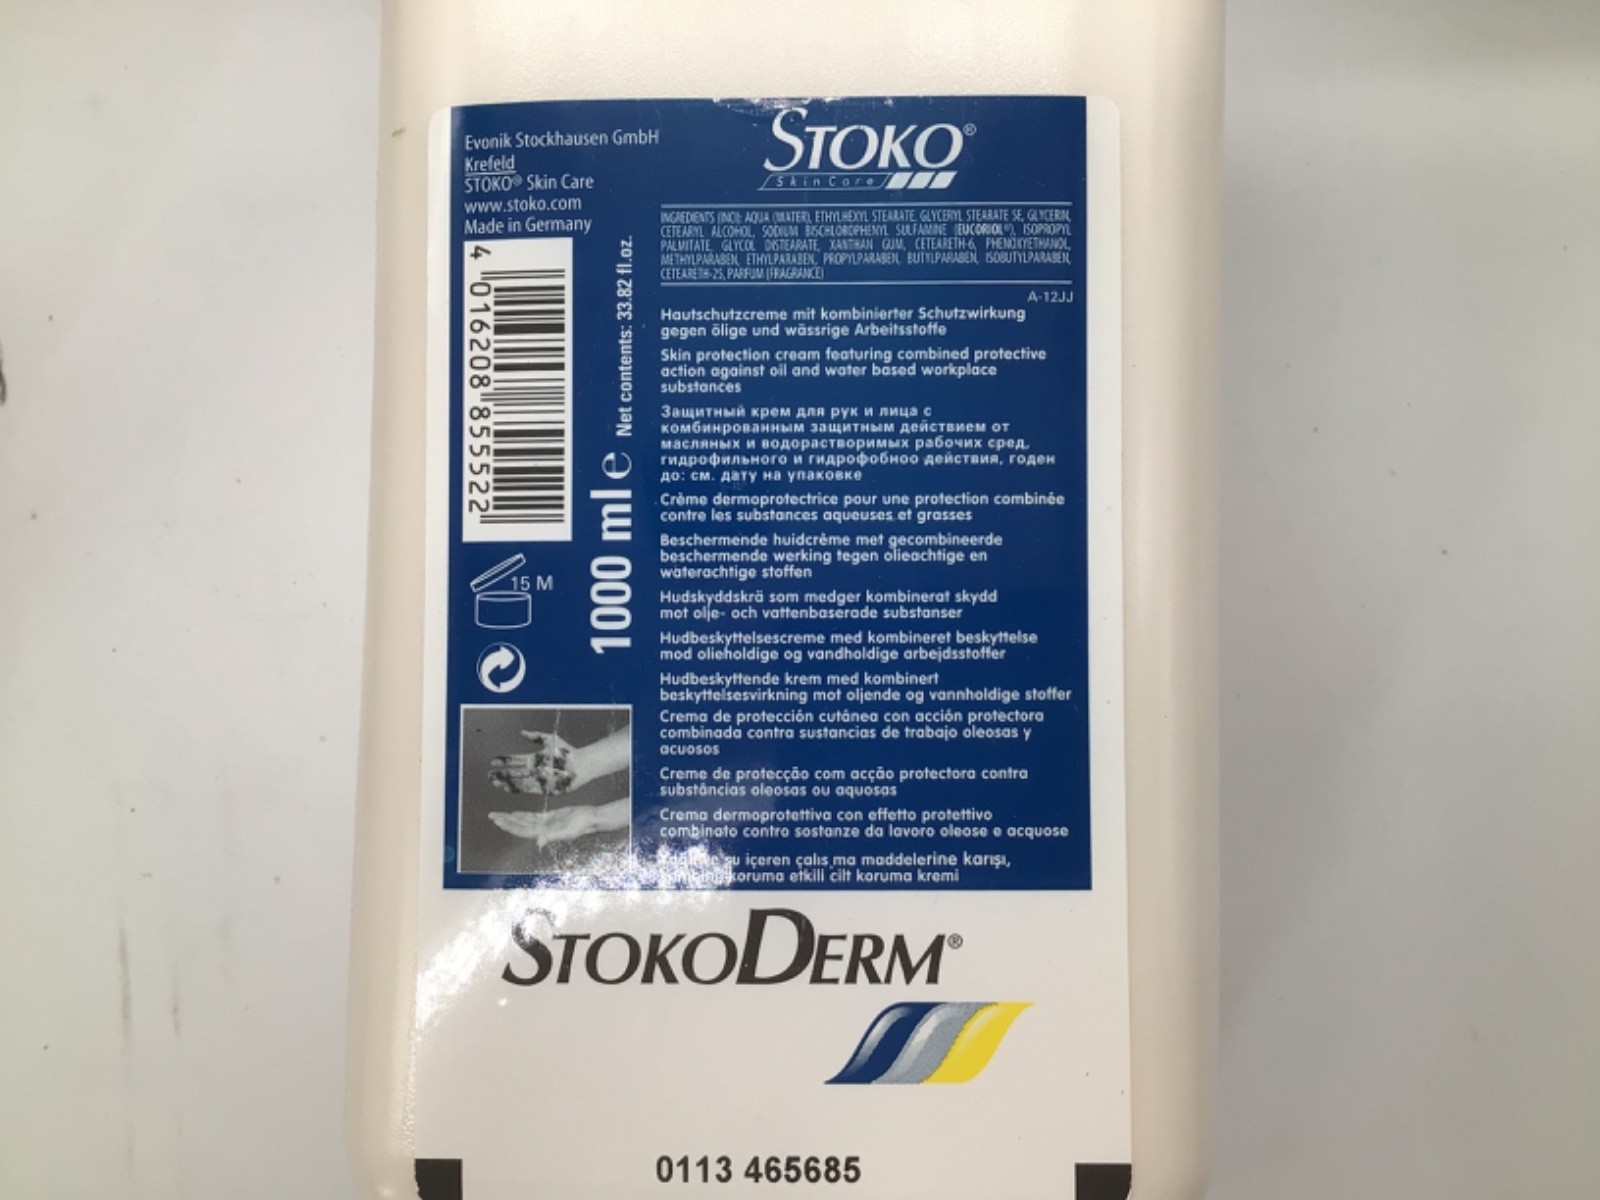 Evonik Stockhausen GmbH
Krefeld
STOKO® Skin Care
www.stoko.com
Made in Germany
4 016208 855522
Net contents: 33.82 fl.oz.
1000 ml e
15 M
STOKO®
Skin Care
INGREDIENTS (INCI): AQUA (WATER), ETHYLHEXYL STEARATE, GLYCERYL STEARATE SE, GLYCERIN,
CETEARYL ALCOHOL, SODIUM BISCHLOROPHENYL SULFAMINE (EUCORIOL®), ISOPROPYL
PALMITATE, GLYCOL DISTEARATE, XANTHAN GUM, CETEARETH-6, PHENOXYETHANOL,
METHYLPARABEN, ETHYLPARABEN, PROPYLPARABEN, BUTYLPARABEN, ISOBUTYLPARABEN,
CETEARETH-25, PARFUM (FRAGRANCE)
A-12JJ
Hautschutzcreme mit kombinierter Schutzwirkung
gegen ölige und wässrige Arbeitsstoffe
Skin protection cream featuring combined protective
action against oil and water based workplace
substances
Защитный крем для рук и лица с
комбинрованным защитным действием от
масляных и водорастворимых рабочих сред,
гидрофильного и гидрофобноо действия, годен
до: см. дату на упаковке
Crème dermoprotectrice pour une protection combinée
contre les substances aqueuses et grasses
Beschermende huidcrème met gecombineerde
beschermende werking tegen olieachtige en
waterachtige stoffen
Hudskyddskrä som medger kombinerat skydd
mot olje- och vattenbaserade substanser
Hudbeskyttelsescreme med kombineret beskyttelse
mod olieholdige og vandholdige arbejdsstoffer
Hudbeskyttende krem med kombinert
beskyttelsesvirkning mot oljende og vannholdige stoffer
Crema de protección cutánea con acción protectora
combinada contra sustancias de trabajo oleosas y
acuosos
Creme de protecção com acção protectora contra
substâncias oleosas ou aquosas
Crema dermoprotettiva con effetto protettivo
combinato contro sostanze da lavoro oleose e acquose
su içeren çalıs ma maddelerine karışı,
koruma etkili cilt koruma kremi
STOKODERM®
0113 465685